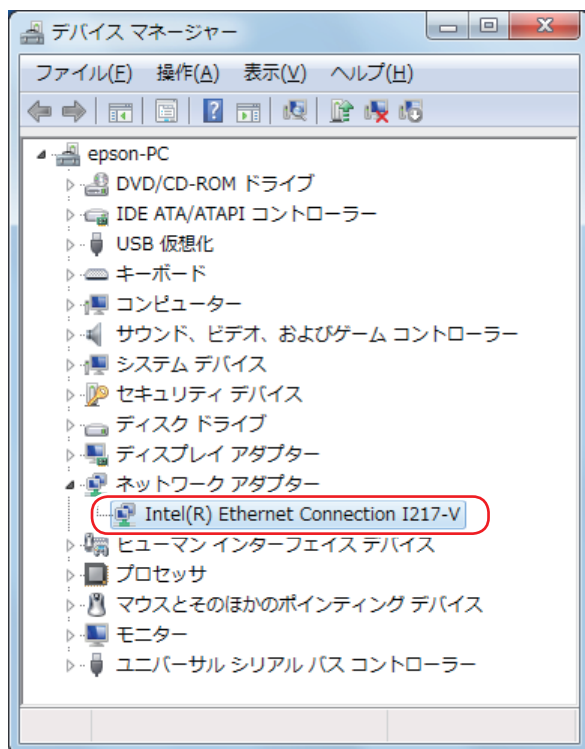 デバイス マネージャー
ファイル(F) 操作(A) 表示(V) ヘルプ(H)
epson-PC
DVD/CD-ROM ドライブ
IDE ATA/ATAPI コントローラー
USB 仮想化
キーボード
コンピューター
サウンド、ビデオ、およびゲーム コントローラー
システム デバイス
セキュリティ デバイス
ディスク ドライブ
ディスプレイ アダプター
ネットワーク アダプター
Intel(R) Ethernet Connection I217-V
ヒューマン インターフェイス デバイス
プロセッサ
マウスとそのほかのポインティング デバイス
モニター
ユニバーサル シリアル バス コントローラー